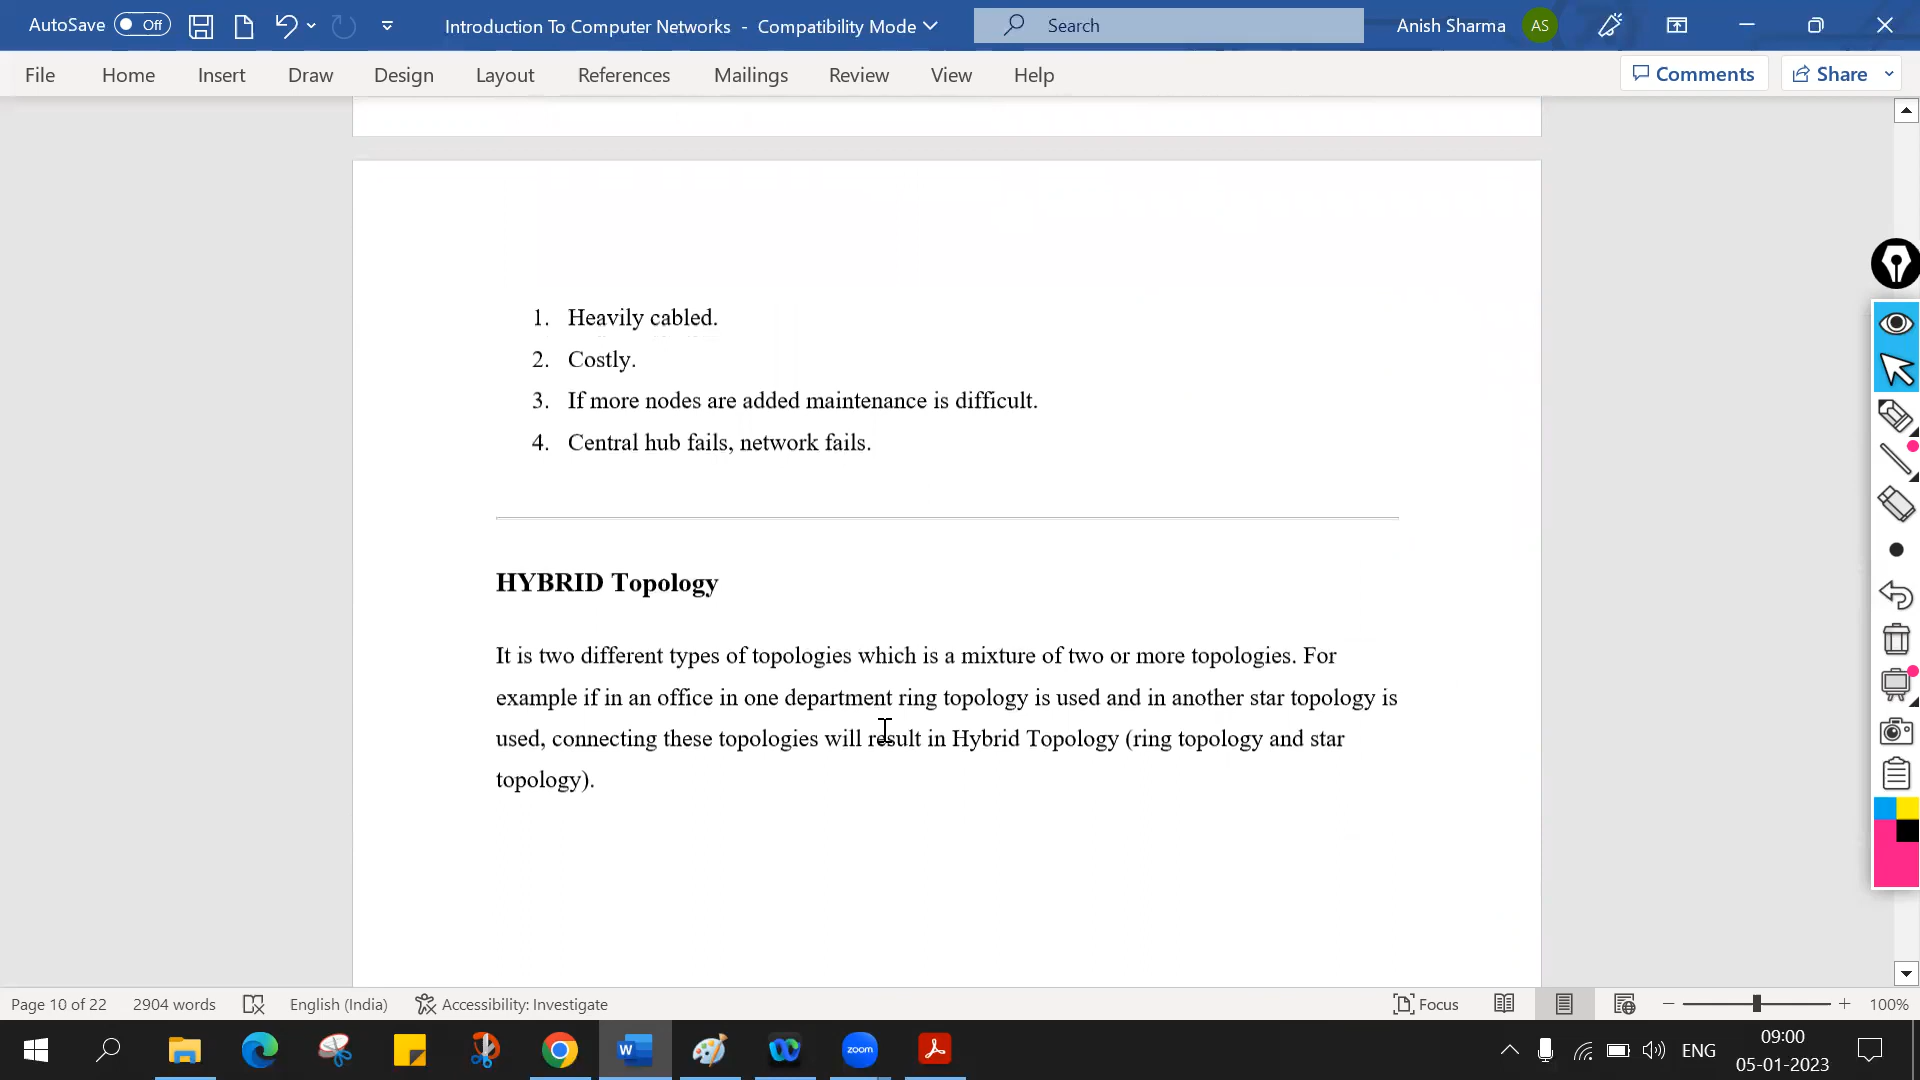 AutoSave Off Introduction To Computer Networks - Compatibility Mode Search Anish Sharma AS
File Home Insert Draw Design Layout References Mailings Review View Help Comments Share
1. Heavily cabled.
2. Costly.
3. If more nodes are added maintenance is difficult.
4. Central hub fails, network fails.
HYBRID Topology
It is two different types of topologies which is a mixture of two or more topologies. For
example if in an office in one department ring topology is used and in another star topology is
used, connecting these topologies will result in Hybrid Topology (ring topology and star
topology).
Page 10 of 22 2904 words English (India) Accessibility: Investigate Focus 100%
W zoom ENG 09:00
05-01-2023